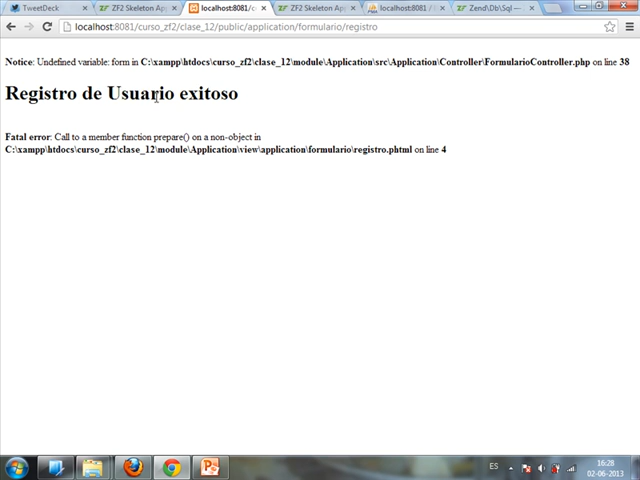 TweetDeck
ZF2 Skeleton Ap
localhost:8081/c
ZF2 Skeleton Ap
localhost:8081 /
Zend\Db\Sql —
localhost:8081/curso_zf2/clase_12/public/application/formulario/registro
Notice: Undefined variable: form in C:\xampp\htdocs\curso_zf2\clase_12\module\Application\src\Application\Controller\FormularioController.php on line 38
Registro de Usuario exitoso
Fatal error: Call to a member function prepare() on a non-object in
C:\xampp\htdocs\curso_zf2\clase_12\module\Application\view\application\formulario\registro.phtml on line 4
ES
16:28
02-06-2013